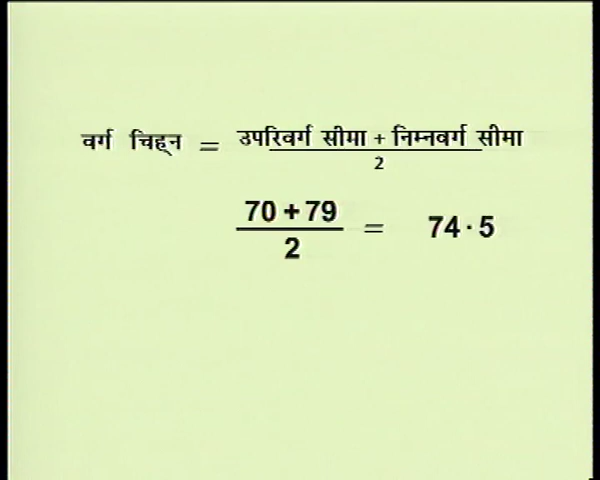 वर्ग चिह्न = उपरिवर्ग सीमा + निम्नवर्ग सीमा
2
70 + 79
2
= 74·5